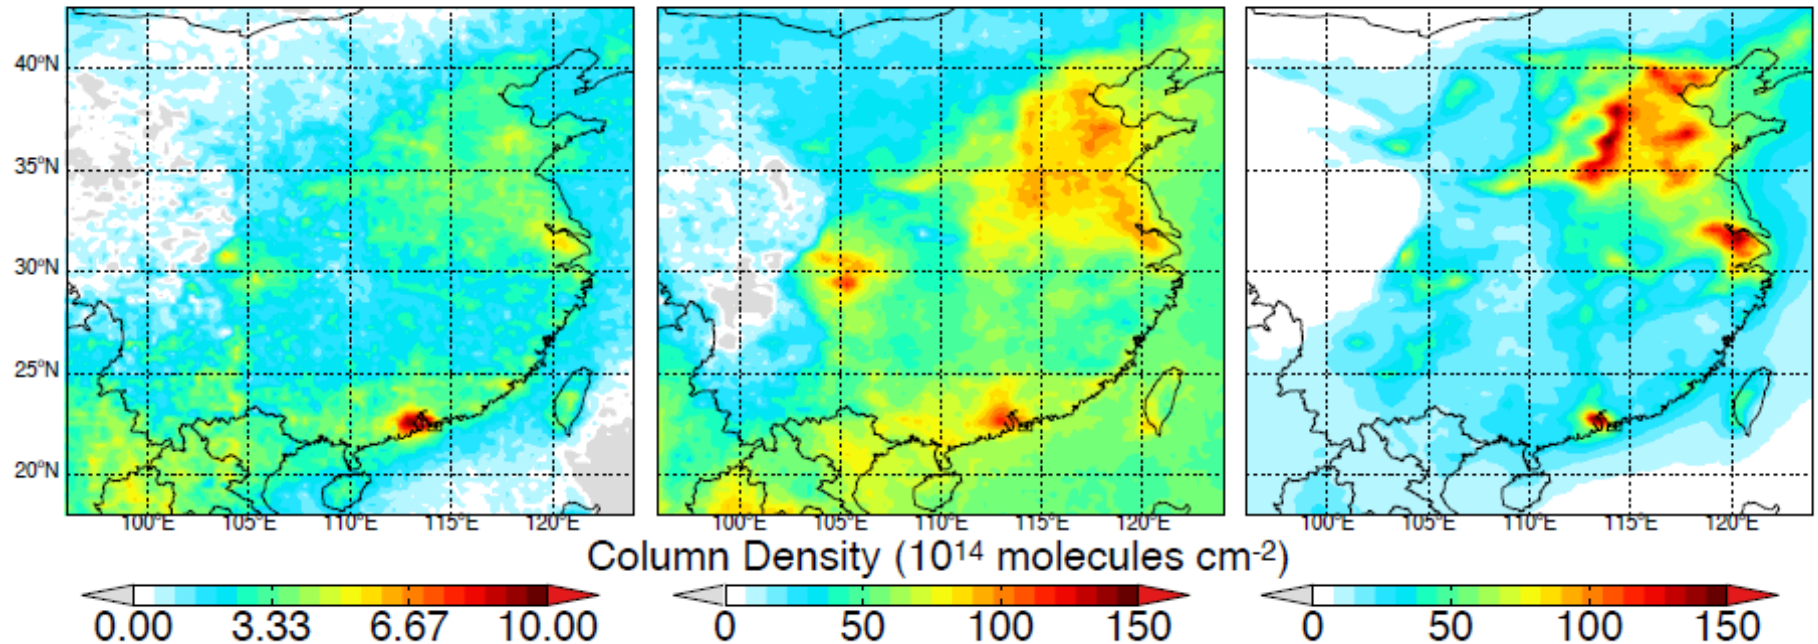 40°N
35°N
30°N
25°N
20°N
100°E 105°E 110°E 115°E 120°E 100°E 105°E 110°E 115°E 120°E 100°E 105°E 110°E 115°E 120°E
Column Density (10¹⁴ molecules cm⁻²)
0.00 3.33 6.67 10.00 0 50 100 150 0 50 100 150